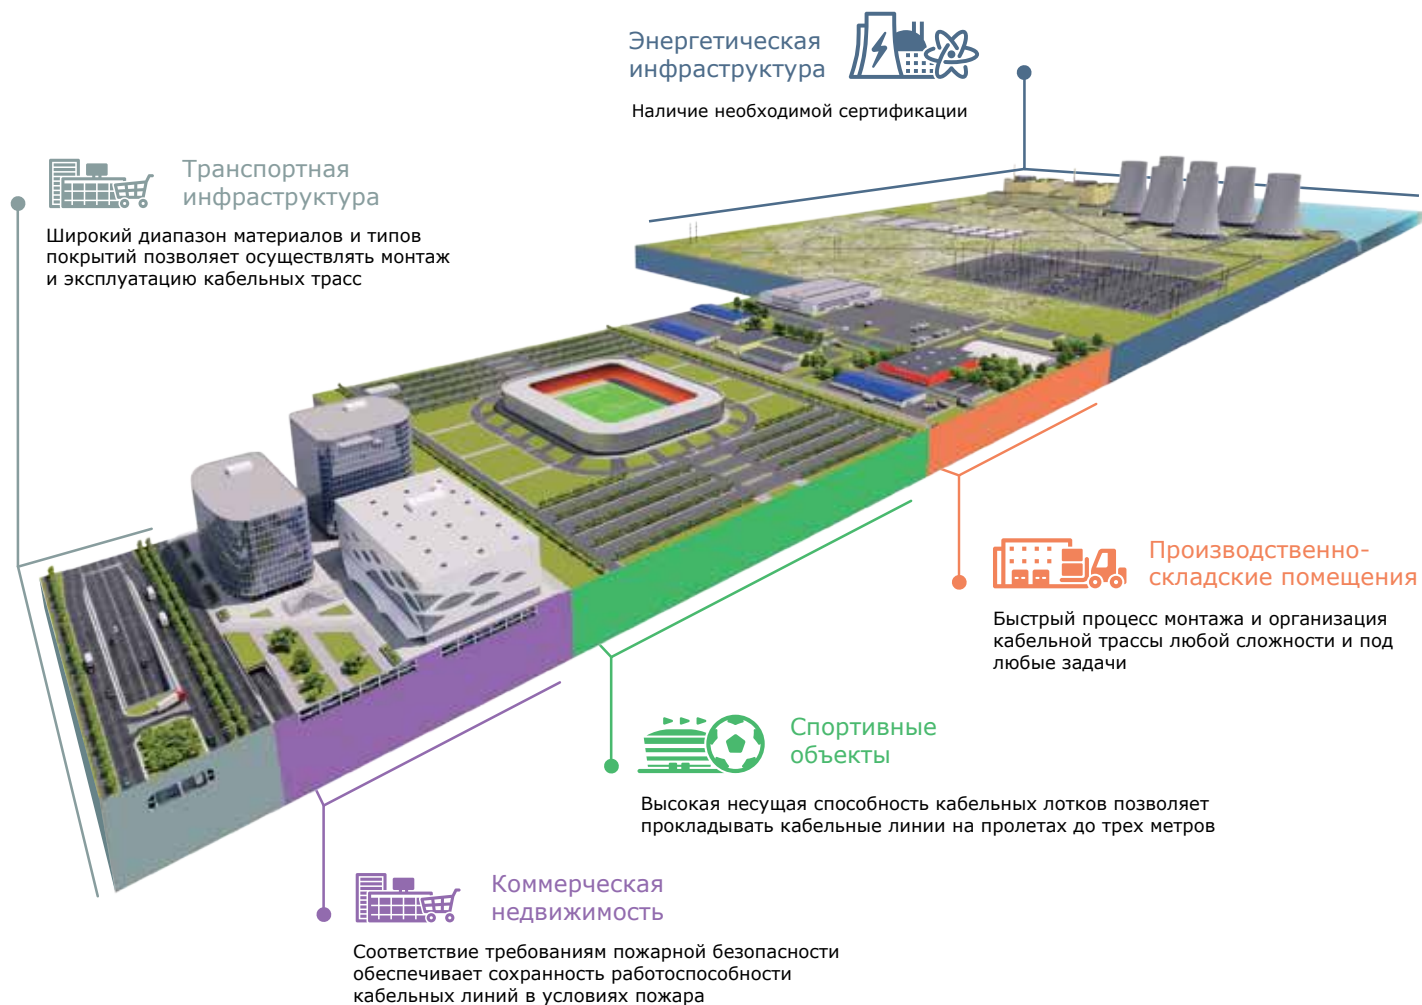 Энергетическая
инфраструктура
Наличие необходимой сертификации
Транспортная
инфраструктура
Широкий диапазон материалов и типов
покрытий позволяет осуществлять монтаж
и эксплуатацию кабельных трасс
Производственно-
складские помещения
Быстрый процесс монтажа и организация
кабельной трассы любой сложности и под
любые задачи
Спортивные
объекты
Высокая несущая способность кабельных лотков позволяет
прокладывать кабельные линии на пролетах до трех метров
Коммерческая
недвижимость
Соответствие требованиям пожарной безопасности
обеспечивает сохранность работоспособности
кабельных линий в условиях пожара